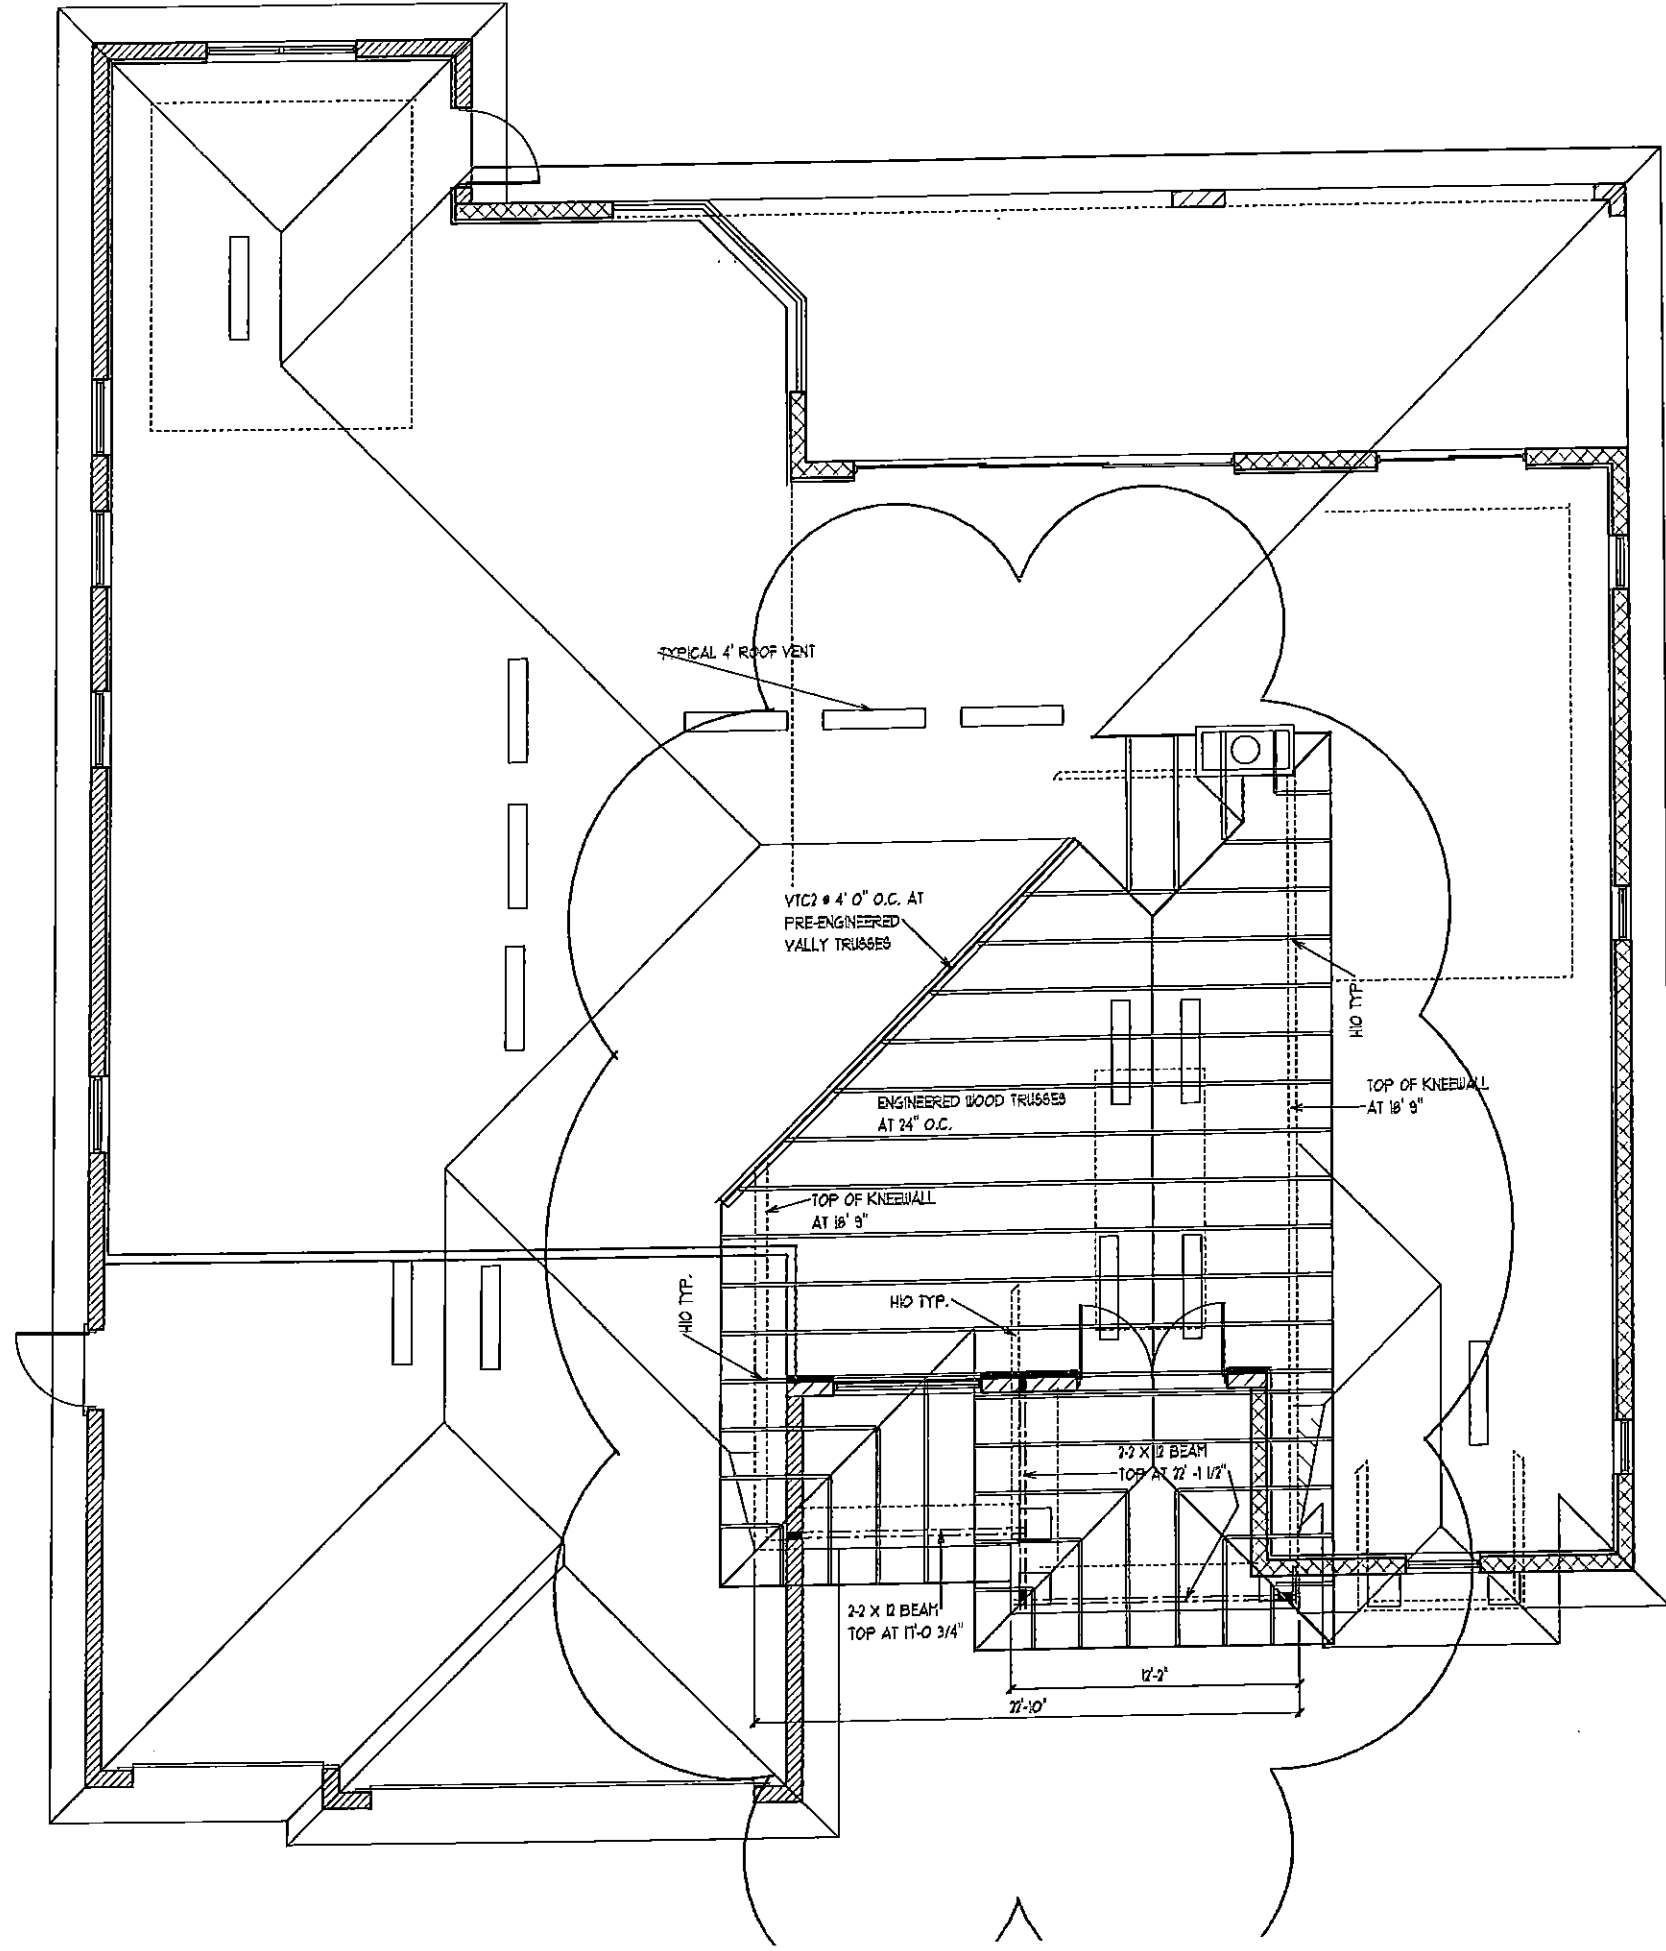 TYPICAL 4' ROOF VENT
VTC2 @ 4' 0" O.C. AT
PRE-ENGINEERED
VALLY TRUSSES
H10 TYP.
ENGINEERED WOOD TRUSSES
AT 24" O.C.
TOP OF KNEEWALL
AT 18' 9"
TOP OF KNEEWALL
AT 18' 9"
H10 TYP.
H10 TYP.
2-2 X 12 BEAM
TOP AT 22' -1 1/2"
2-2 X 12 BEAM
TOP AT 17'-0 3/4"
12'-2"
22'-10"